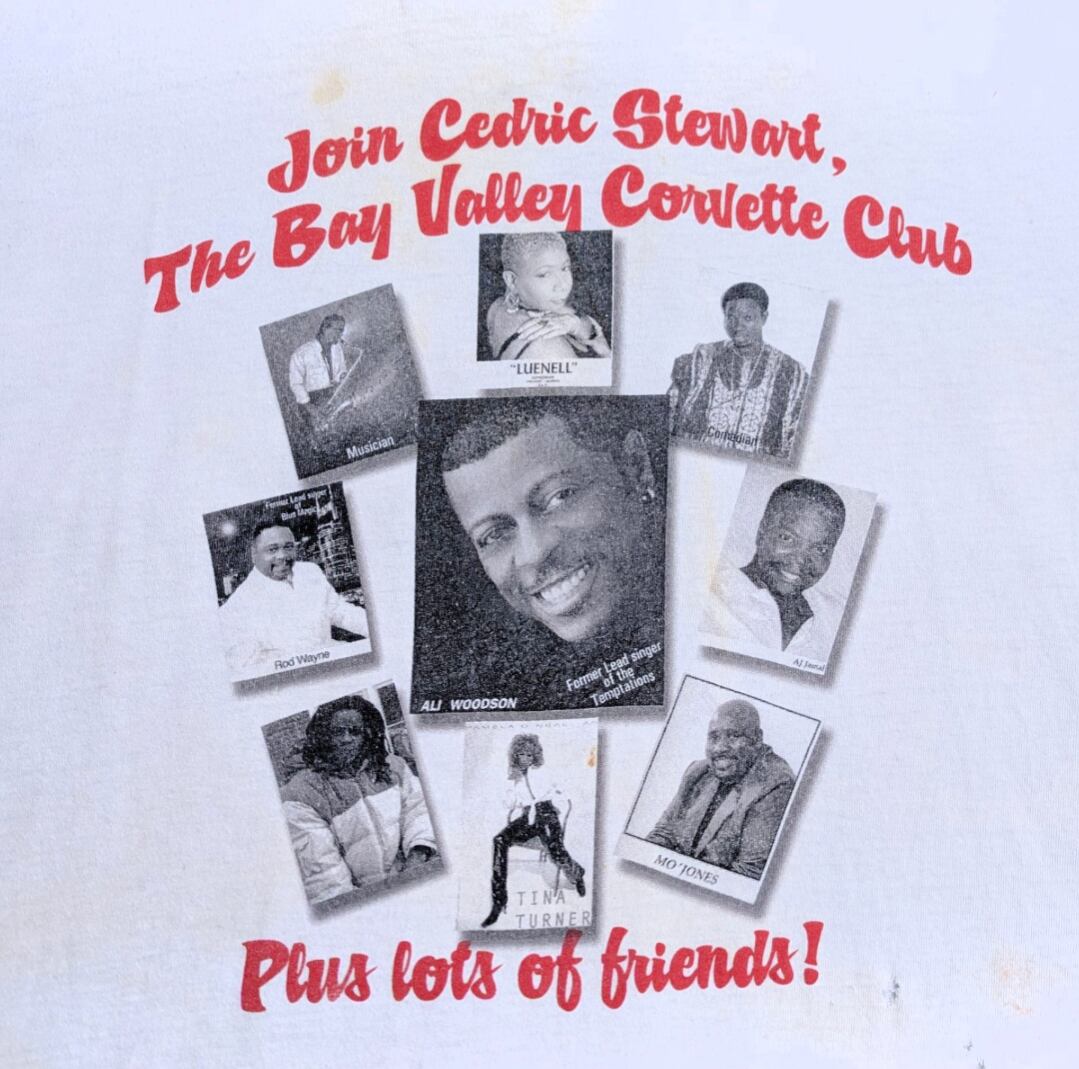 Join Cedric Stewart,
The Bay Valley Corvette Club
"LUENELL"
Musician
Comedian
Former Lead singer
of
Blue Magic
Rod Wayne
AJ Jamal
ALI WOODSON
Former Lead singer
of the
Temptations
TINA
TURNER
MO'JONES
Plus lots of friends!